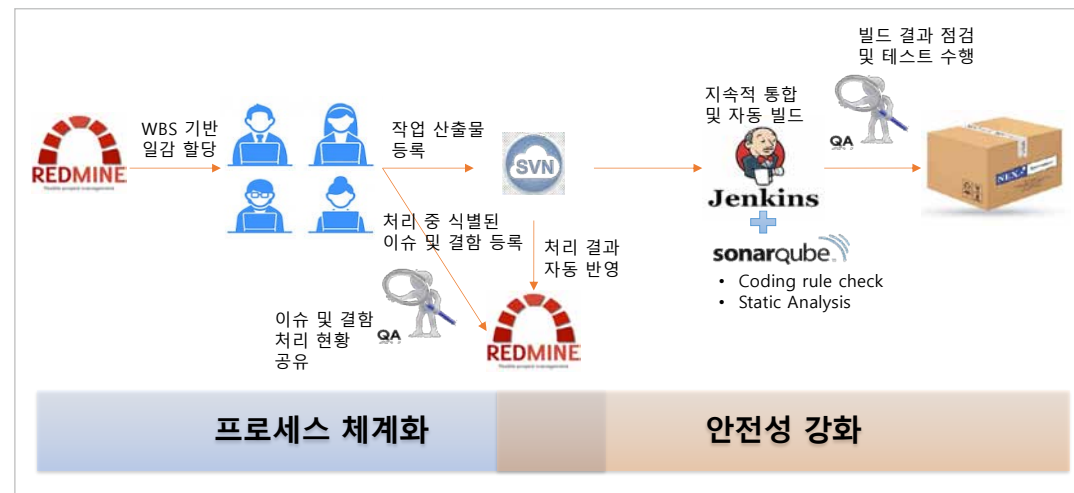 빌드 결과 점검
및 테스트 수행
지속적 통합
및 자동 빌드
WBS 기반
일감 할당
작업 산출물
등록
QA
REDMINE
SVN
Jenkins
처리 중 식별된
이슈 및 결함 등록
처리 결과
자동 반영
sonarqube
• Coding rule check
• Static Analysis
이슈 및 결함
처리 현황
공유
QA
REDMINE
프로세스 체계화
안전성 강화